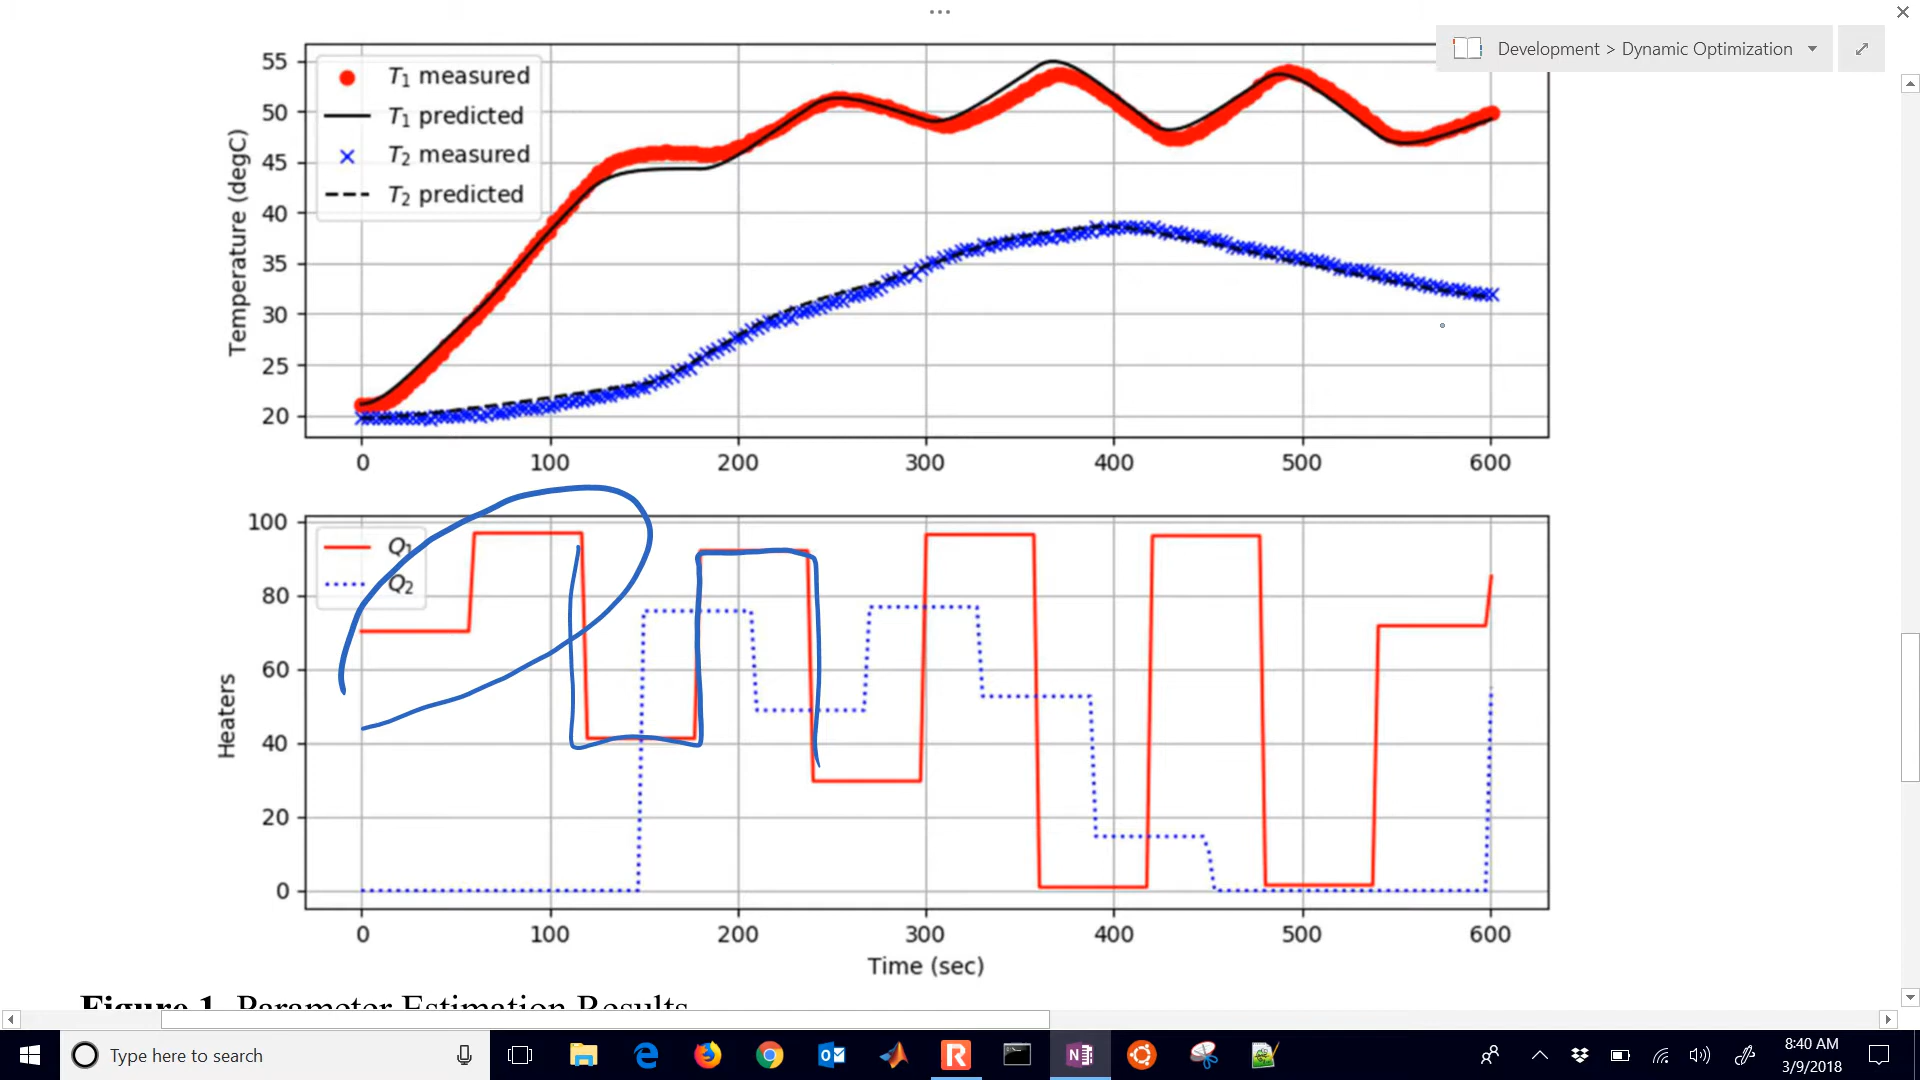 Development > Dynamic Optimization
55
50
45
40
35
30
25
20
Temperature (degC)
T1 measured
T1 predicted
T2 measured
T2 predicted
0 100 200 300 400 500 600
100
80
60
40
20
0
Heaters
Q1
Q2
0 100 200 300 400 500 600
Time (sec)
Figure 1. Parameter Estimation Results
Type here to search
8:40 AM
3/9/2018